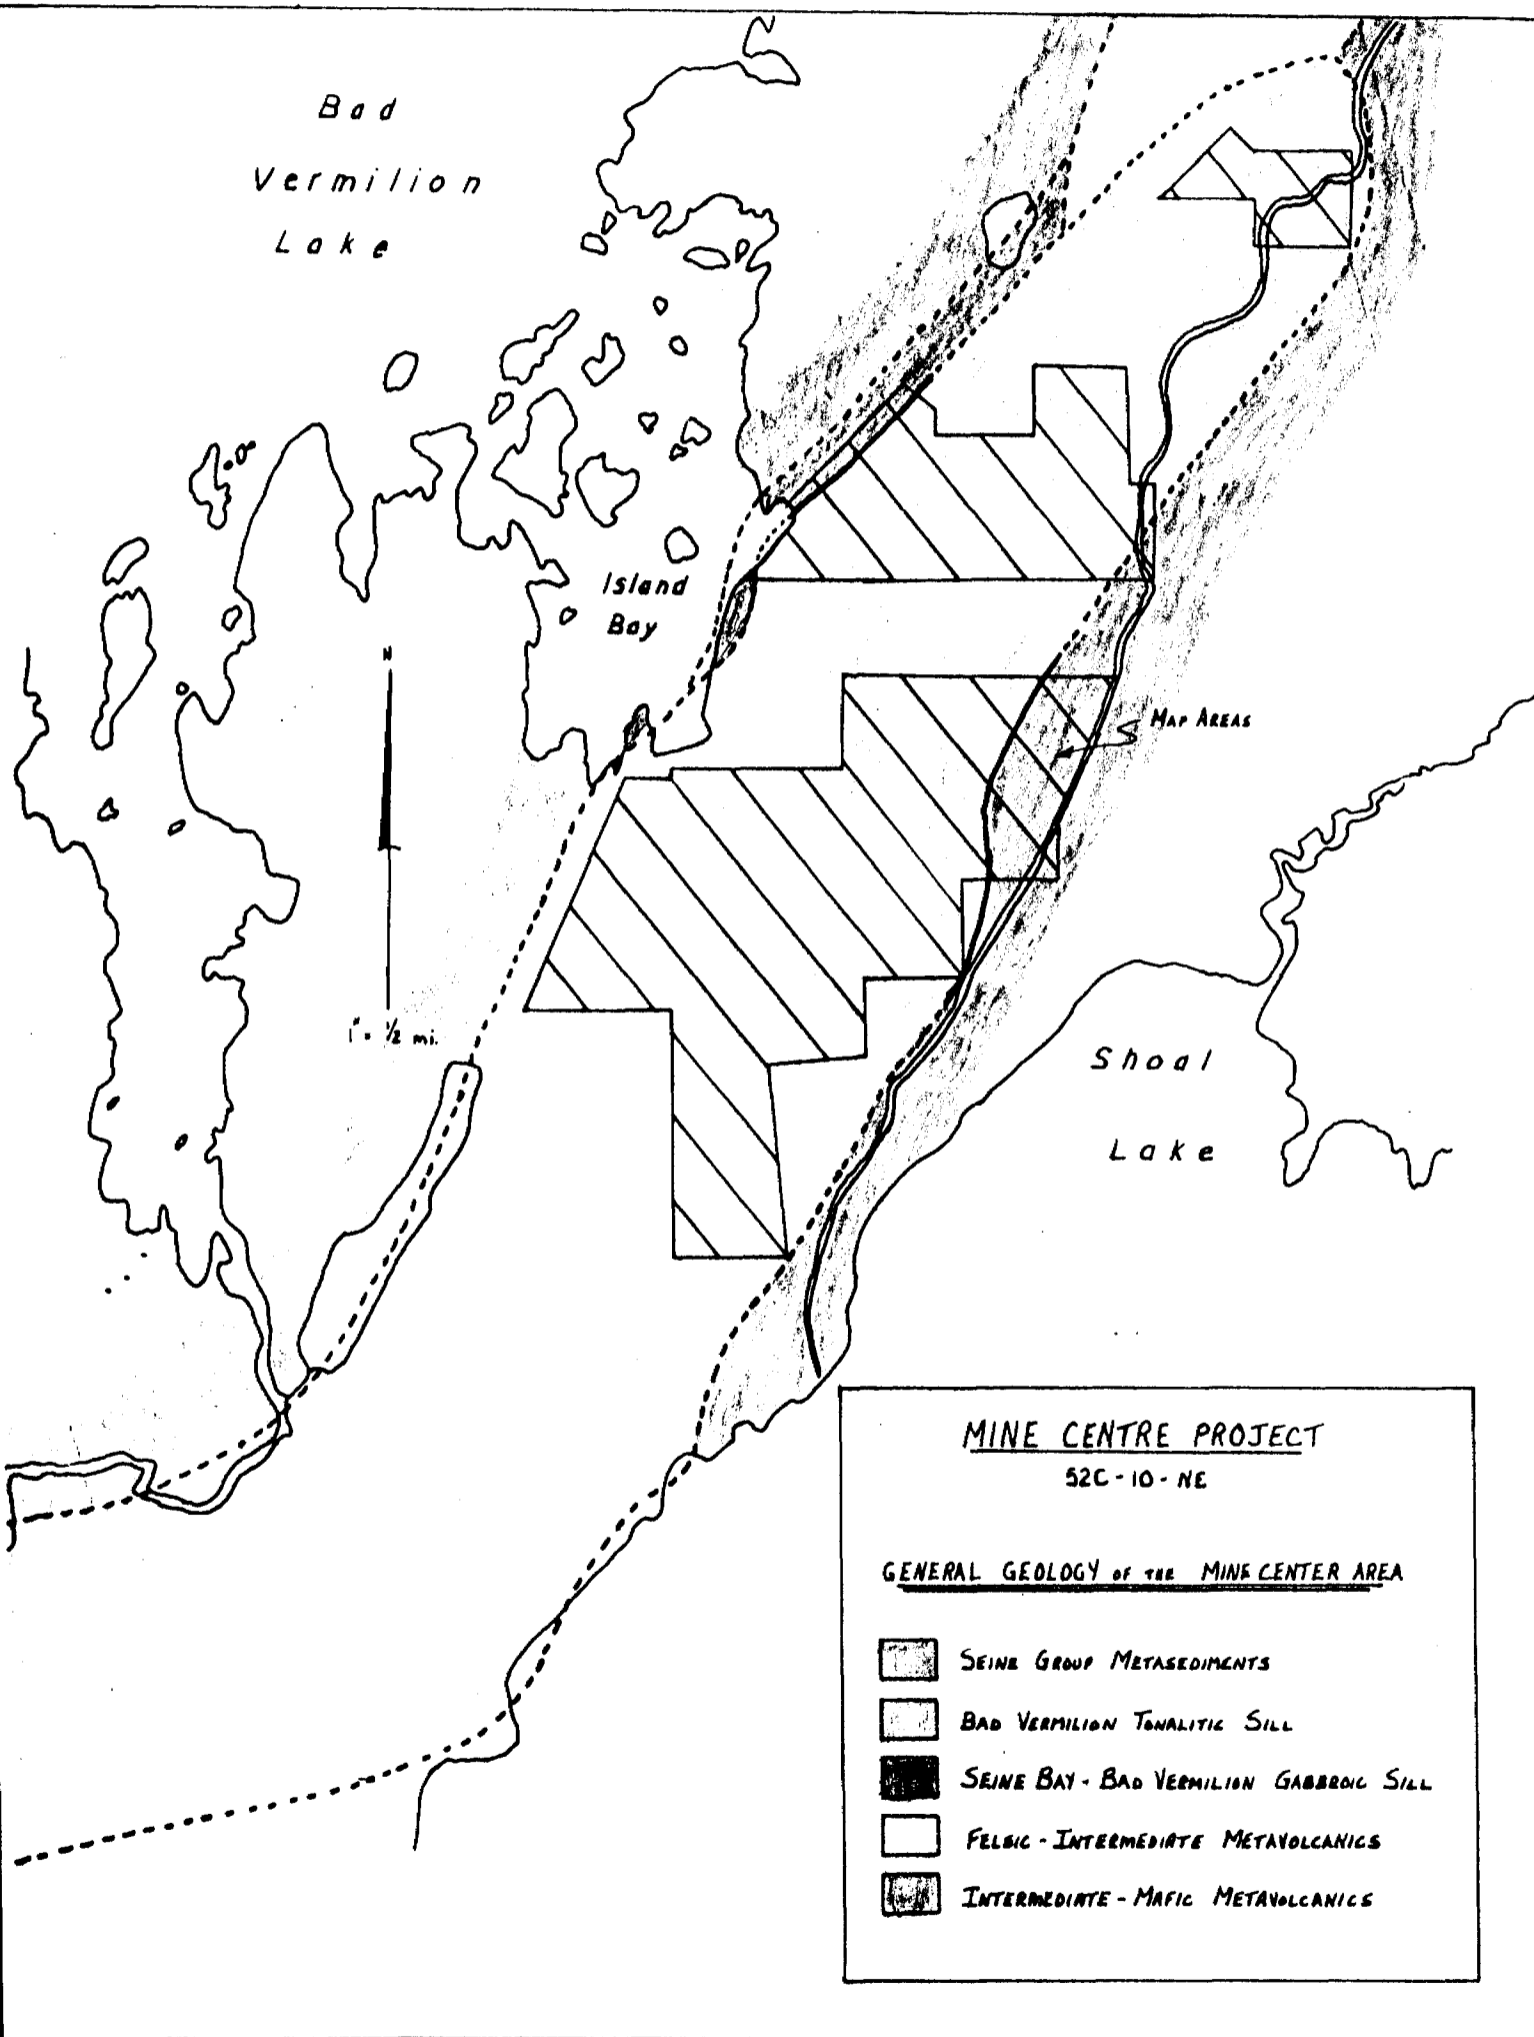 Bad
Vermilion
Lake
Island
Bay
N
1" = 1/2 mi.
MAP AREAS
Shoal
Lake
MINE CENTRE PROJECT
52C-10-NE
GENERAL GEOLOGY OF THE MINE CENTER AREA
SEINE GROUP METASEDIMENTS
BAD VERMILION TONALITIC SILL
SEINE BAY - BAD VERMILION GABBROIC SILL
FELSIC - INTERMEDIATE METAVOLCANICS
INTERMEDIATE - MAFIC METAVOLCANICS